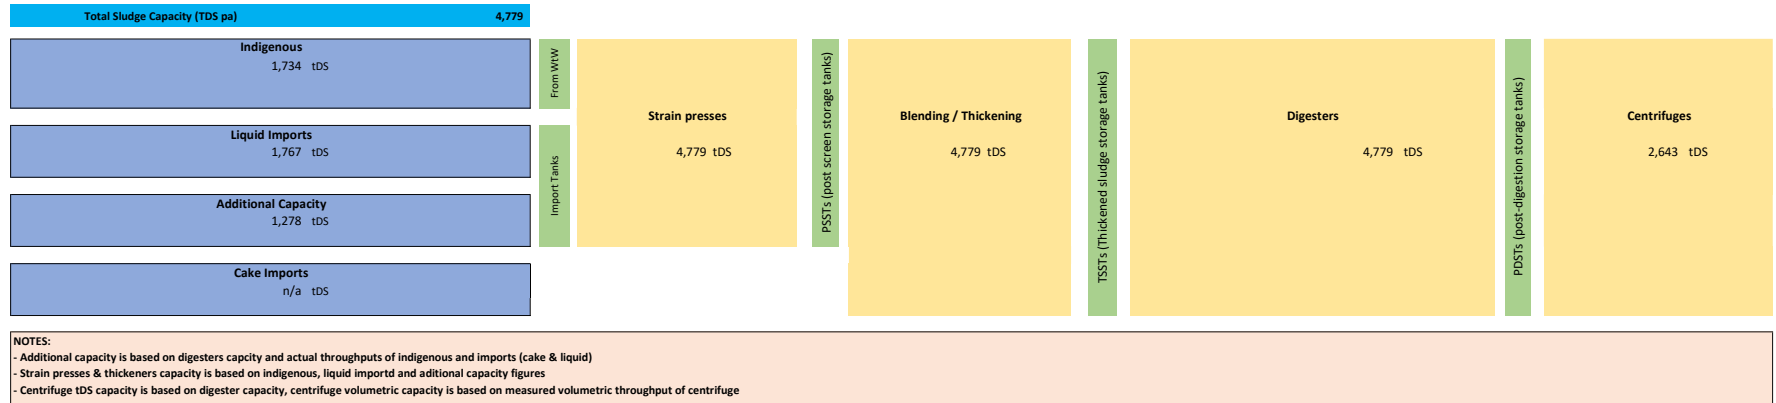 Total Sludge Capacity (TDS pa) 4,779
Indigenous
1,734 tDS
Liquid Imports
1,767 tDS
Additional Capacity
1,278 tDS
Cake Imports
n/a tDS
From WtW
Import Tanks
Strain presses
4,779 tDS
PSSTs (post screen storage tanks)
Blending / Thickening
4,779 tDS
TSSTs (Thickened sludge storage tanks)
Digesters
4,779 tDS
PDSTs (post-digestion storage tanks)
Centrifuges
2,643 tDS
NOTES:
- Additional capacity is based on digesters capcity and actual throughputs of indigenous and imports (cake & liquid)
- Strain presses & thickeners capacity is based on indigenous, liquid importd and aditional capacity figures
- Centrifuge tDS capacity is based on digester capacity, centrifuge volumetric capacity is based on measured volumetric throughput of centrifuge